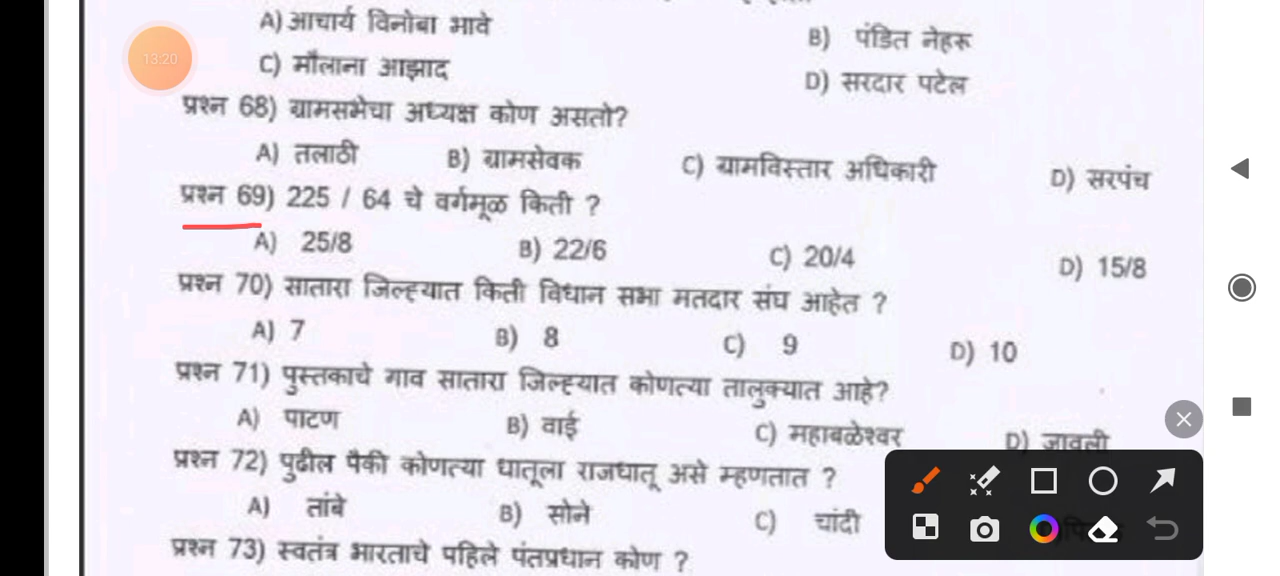 A) आचार्य विनोबा भावे B) पंडित नेहरू
13:20
C) मौलाना आझाद D) सरदार पटेल
प्रश्न 68) ग्रामसभेचा अध्यक्ष कोण असतो?
A) तलाठी B) ग्रामसेवक C) ग्रामविस्तार अधिकारी D) सरपंच
प्रश्न 69) 225 / 64 चे वर्गमूळ किती ?
A) 25/8 B) 22/6 C) 20/4 D) 15/8
प्रश्न 70) सातारा जिल्ह्यात किती विधान सभा मतदार संघ आहेत ?
A) 7 B) 8 C) 9 D) 10
प्रश्न 71) पुस्तकाचे गाव सातारा जिल्ह्यात कोणत्या तालुक्यात आहे?
A) पाटण B) वाई C) महाबळेश्वर D) जावली
प्रश्न 72) पुढील पैकी कोणत्या धातूला राजधातू असे म्हणतात ?
A) तांबे B) सोने C) चांदी
प्रश्न 73) स्वतंत्र भारताचे पहिले पंतप्रधान कोण ?